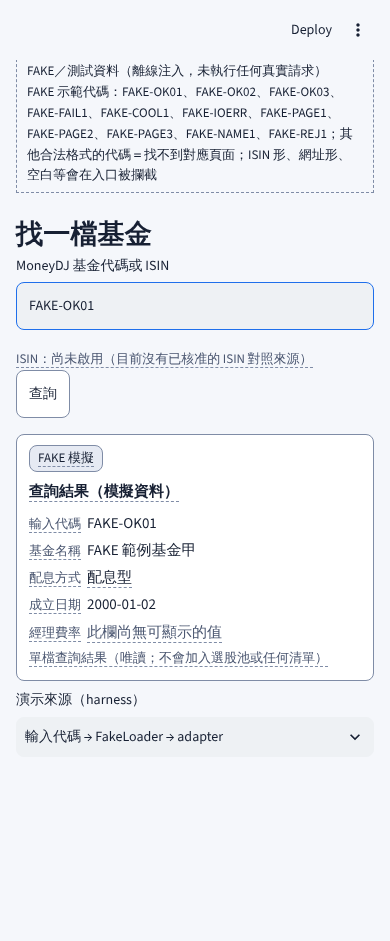 Deploy
FAKE／測試資料（離線注入，未執行任何真實請求）
FAKE 示範代碼：FAKE-OK01、FAKE-OK02、FAKE-OK03、
FAKE-FAIL1、FAKE-COOL1、FAKE-IOERR、FAKE-PAGE1、
FAKE-PAGE2、FAKE-PAGE3、FAKE-NAME1、FAKE-REJ1；其
他合法格式的代碼＝找不到對應頁面；ISIN 形、網址形、
空白等會在入口被攔截
找一檔基金
MoneyDJ 基金代碼或 ISIN
FAKE-OK01
ISIN：尚未啟用（目前沒有已核准的 ISIN 對照來源）
查詢
FAKE 模擬
查詢結果（模擬資料）
輸入代碼 FAKE-OK01
基金名稱 FAKE 範例基金甲
配息方式 配息型
成立日期 2000-01-02
經理費率 此欄尚無可顯示的值
單檔查詢結果（唯讀；不會加入選股池或任何清單）
演示來源（harness）
輸入代碼 → FakeLoader → adapter